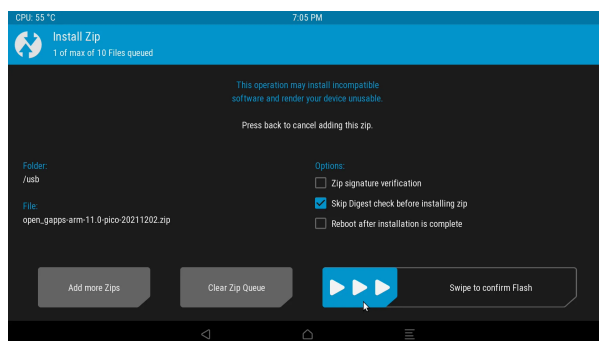 CPU: 55 °C 7:05 PM
Install Zip
1 of max of 10 Files queued
This operation may install incompatible
software and render your device unusable.
Press back to cancel adding this zip.
Folder:
/usb
File:
open_gapps-arm-11.0-pico-20211202.zip
Options:
Zip signature verification
Skip Digest check before installing zip
Reboot after installation is complete
Add more Zips
Clear Zip Queue
Swipe to confirm Flash